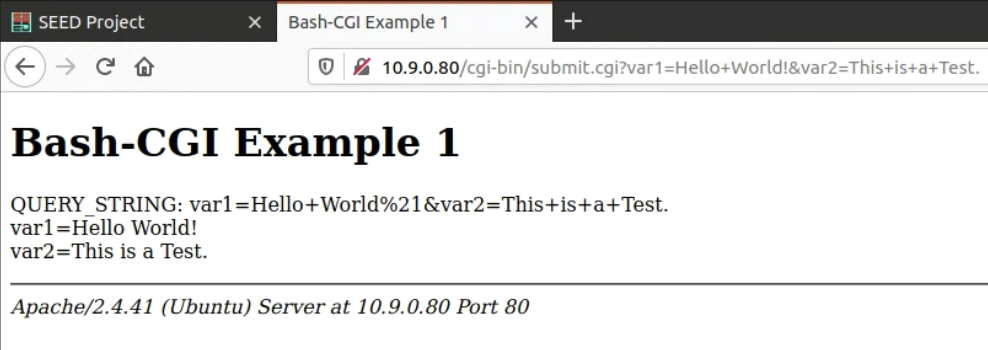 SEED Project
Bash-CGI Example 1
10.9.0.80/cgi-bin/submit.cgi?var1=Hello+World!&var2=This+is+a+Test.
Bash-CGI Example 1
QUERY_STRING: var1=Hello+World%21&var2=This+is+a+Test.
var1=Hello World!
var2=This is a Test.
Apache/2.4.41 (Ubuntu) Server at 10.9.0.80 Port 80